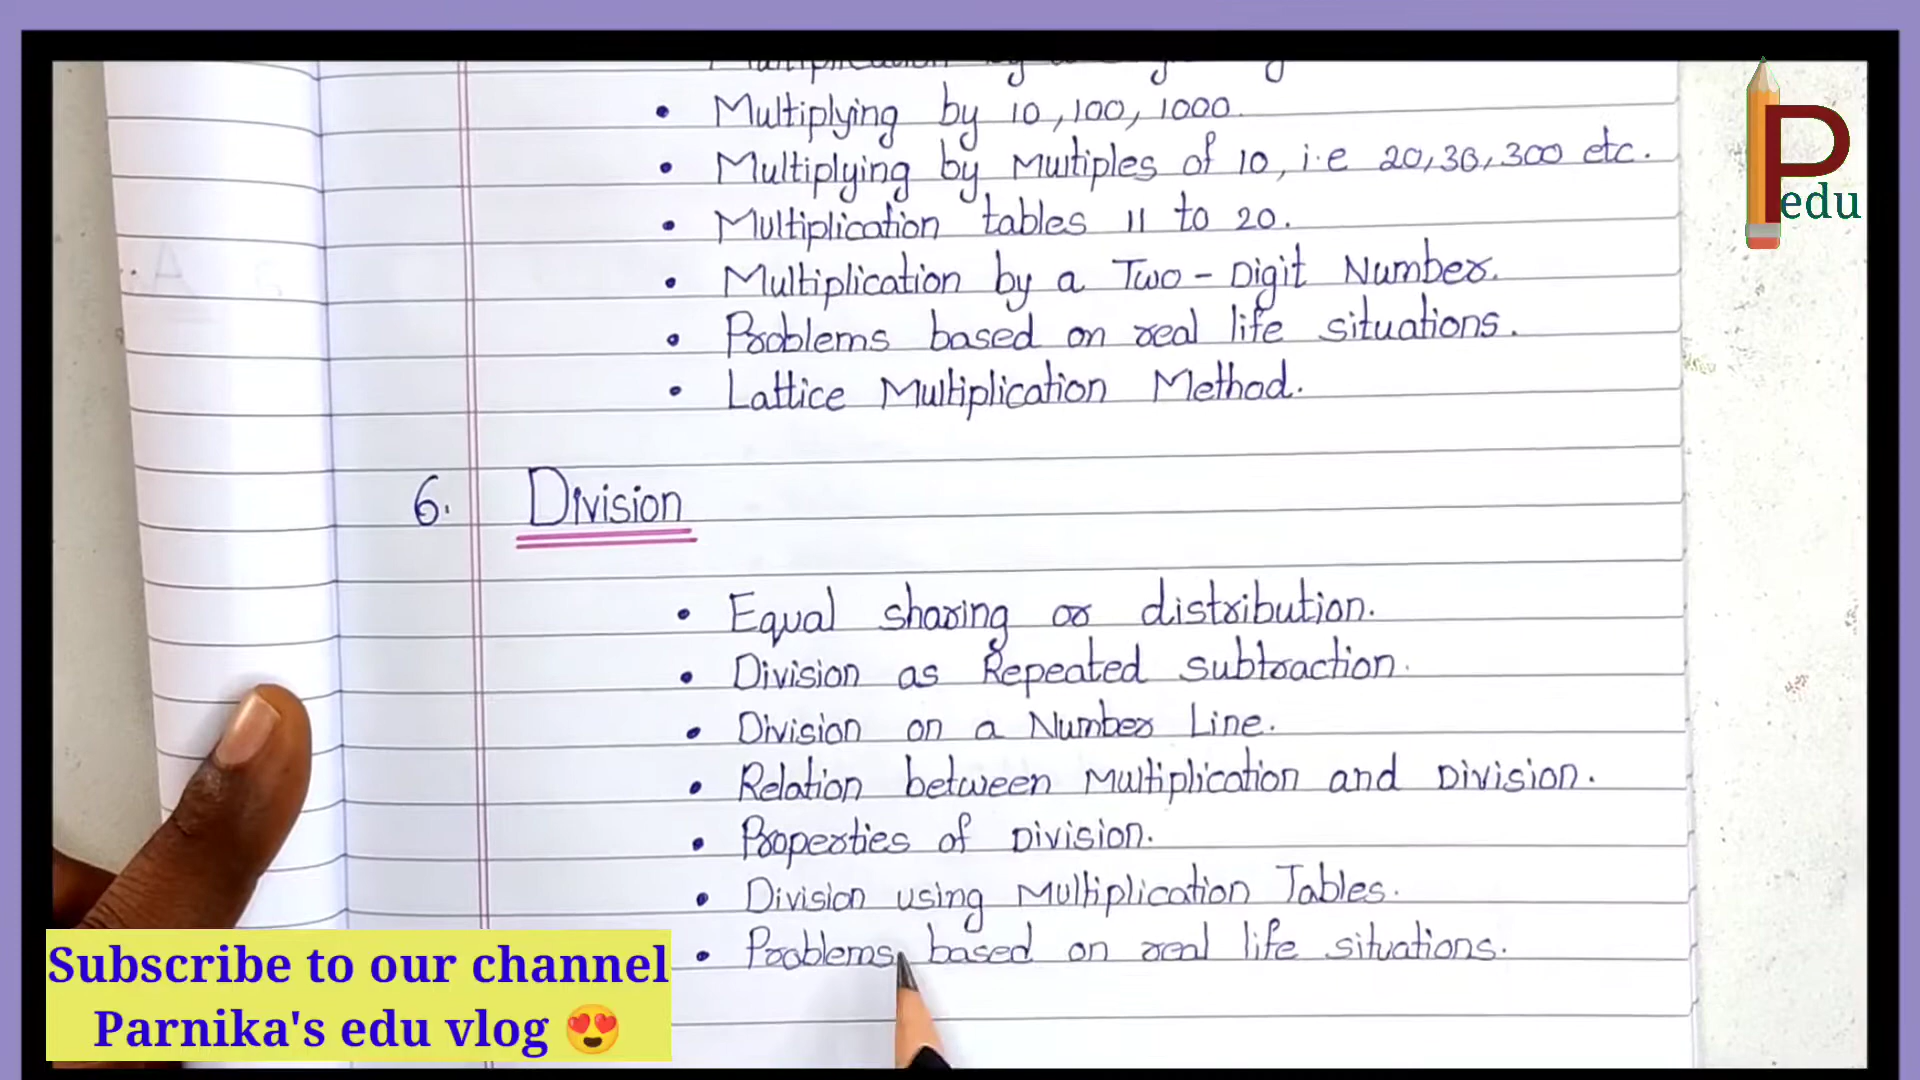 Multiplication by a
• Multiplying by 10, 100, 1000.
• Multiplying by Multiples of 10, i.e 20, 30, 300 etc.
• Multiplication tables 11 to 20.
• Multiplication by a Two - Digit Number.
• Problems based on real life situations.
• Lattice Multiplication Method.
6. Division
• Equal sharing or distribution.
• Division as Repeated subtraction.
• Division on a Number Line.
• Relation between Multiplication and Division.
• Properties of Division.
• Division using Multiplication Tables.
• Problems based on real life situations.
P
edu
Subscribe to our channel
Parnika's edu vlog 😍